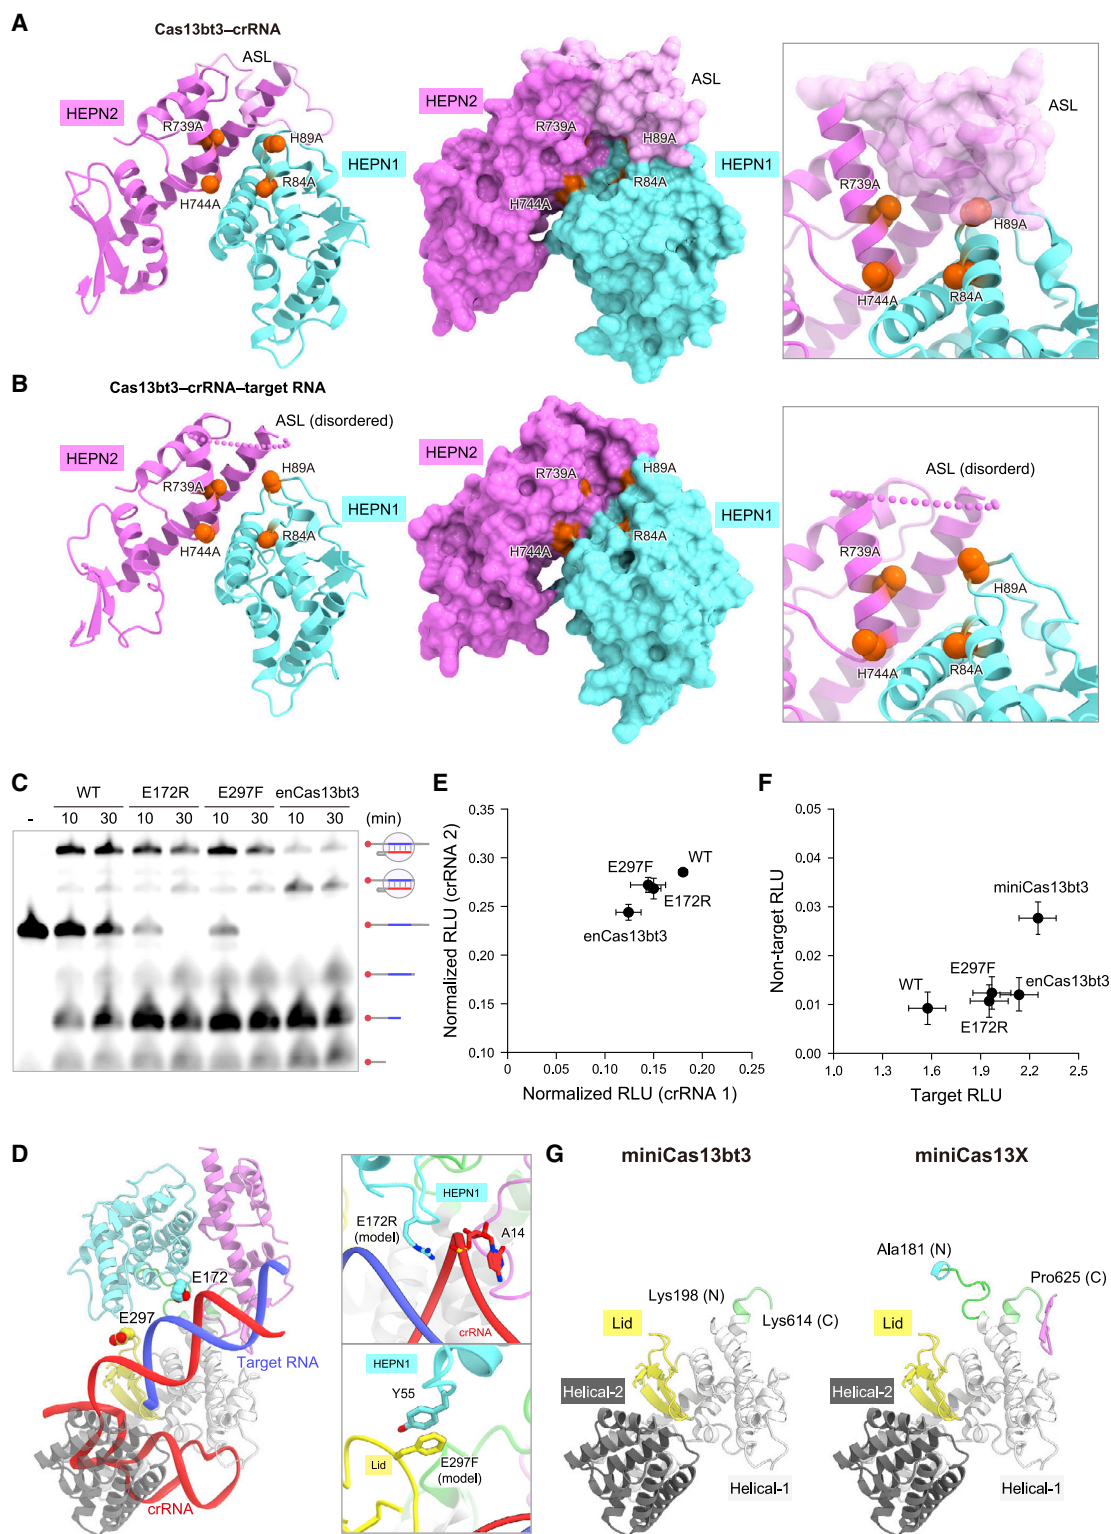 A
Cas13bt3–crRNA
ASL
HEPN2
R739A
H89A
HEPN1
H744A
R84A
HEPN2
ASL
R739A
H89A
HEPN1
R84A
H744A
ASL
R739A
H89A
H744A
R84A
B
Cas13bt3–crRNA–target RNA
ASL (disordered)
HEPN2
R739A
H89A
HEPN1
H744A
R84A
HEPN2
R739A
H89A
HEPN1
H744A
R84A
ASL (disorderd)
R739A
H89A
H744A
R84A
C
WT E172R E297F enCas13bt3
- 10 30 10 30 10 30 10 30 (min)
E
Normalized RLU (crRNA 2)
0.35
0.30
0.25
0.20
0.15
0.10
WT
E297F
E172R
enCas13bt3
0 0.05 0.10 0.15 0.20 0.25
Normalized RLU (crRNA 1)
F
Non-target RLU
0.05
0.04
0.03
0.02
0.01
0.00
miniCas13bt3
WT
E297F
enCas13bt3
E172R
1.0 1.3 1.6 1.9 2.2 2.5
Target RLU
D
E172
E297
Target RNA
crRNA
HEPN1
E172R
(model)
A14
crRNA
HEPN1
Y55
Lid
E297F
(model)
G
miniCas13bt3
Lys198 (N)
Lys614 (C)
Lid
Helical-2
Helical-1
miniCas13X
Ala181 (N)
Pro625 (C)
Lid
Helical-2
Helical-1